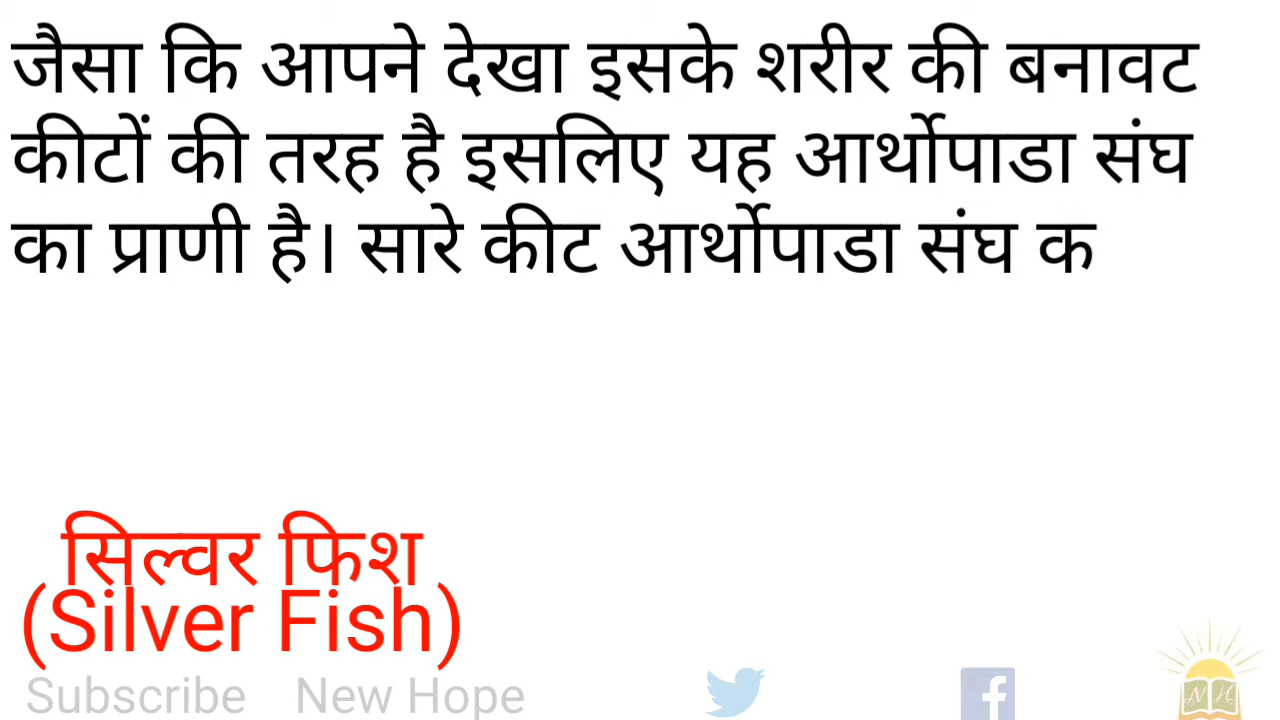 जैसा कि आपने देखा इसके शरीर की बनावट
कीटों की तरह है इसलिए यह आर्थोपाडा संघ
का प्राणी है। सारे कीट आर्थोपाडा संघ क
सिल्वर फिश
(Silver Fish)
Subscribe New Hope
N H